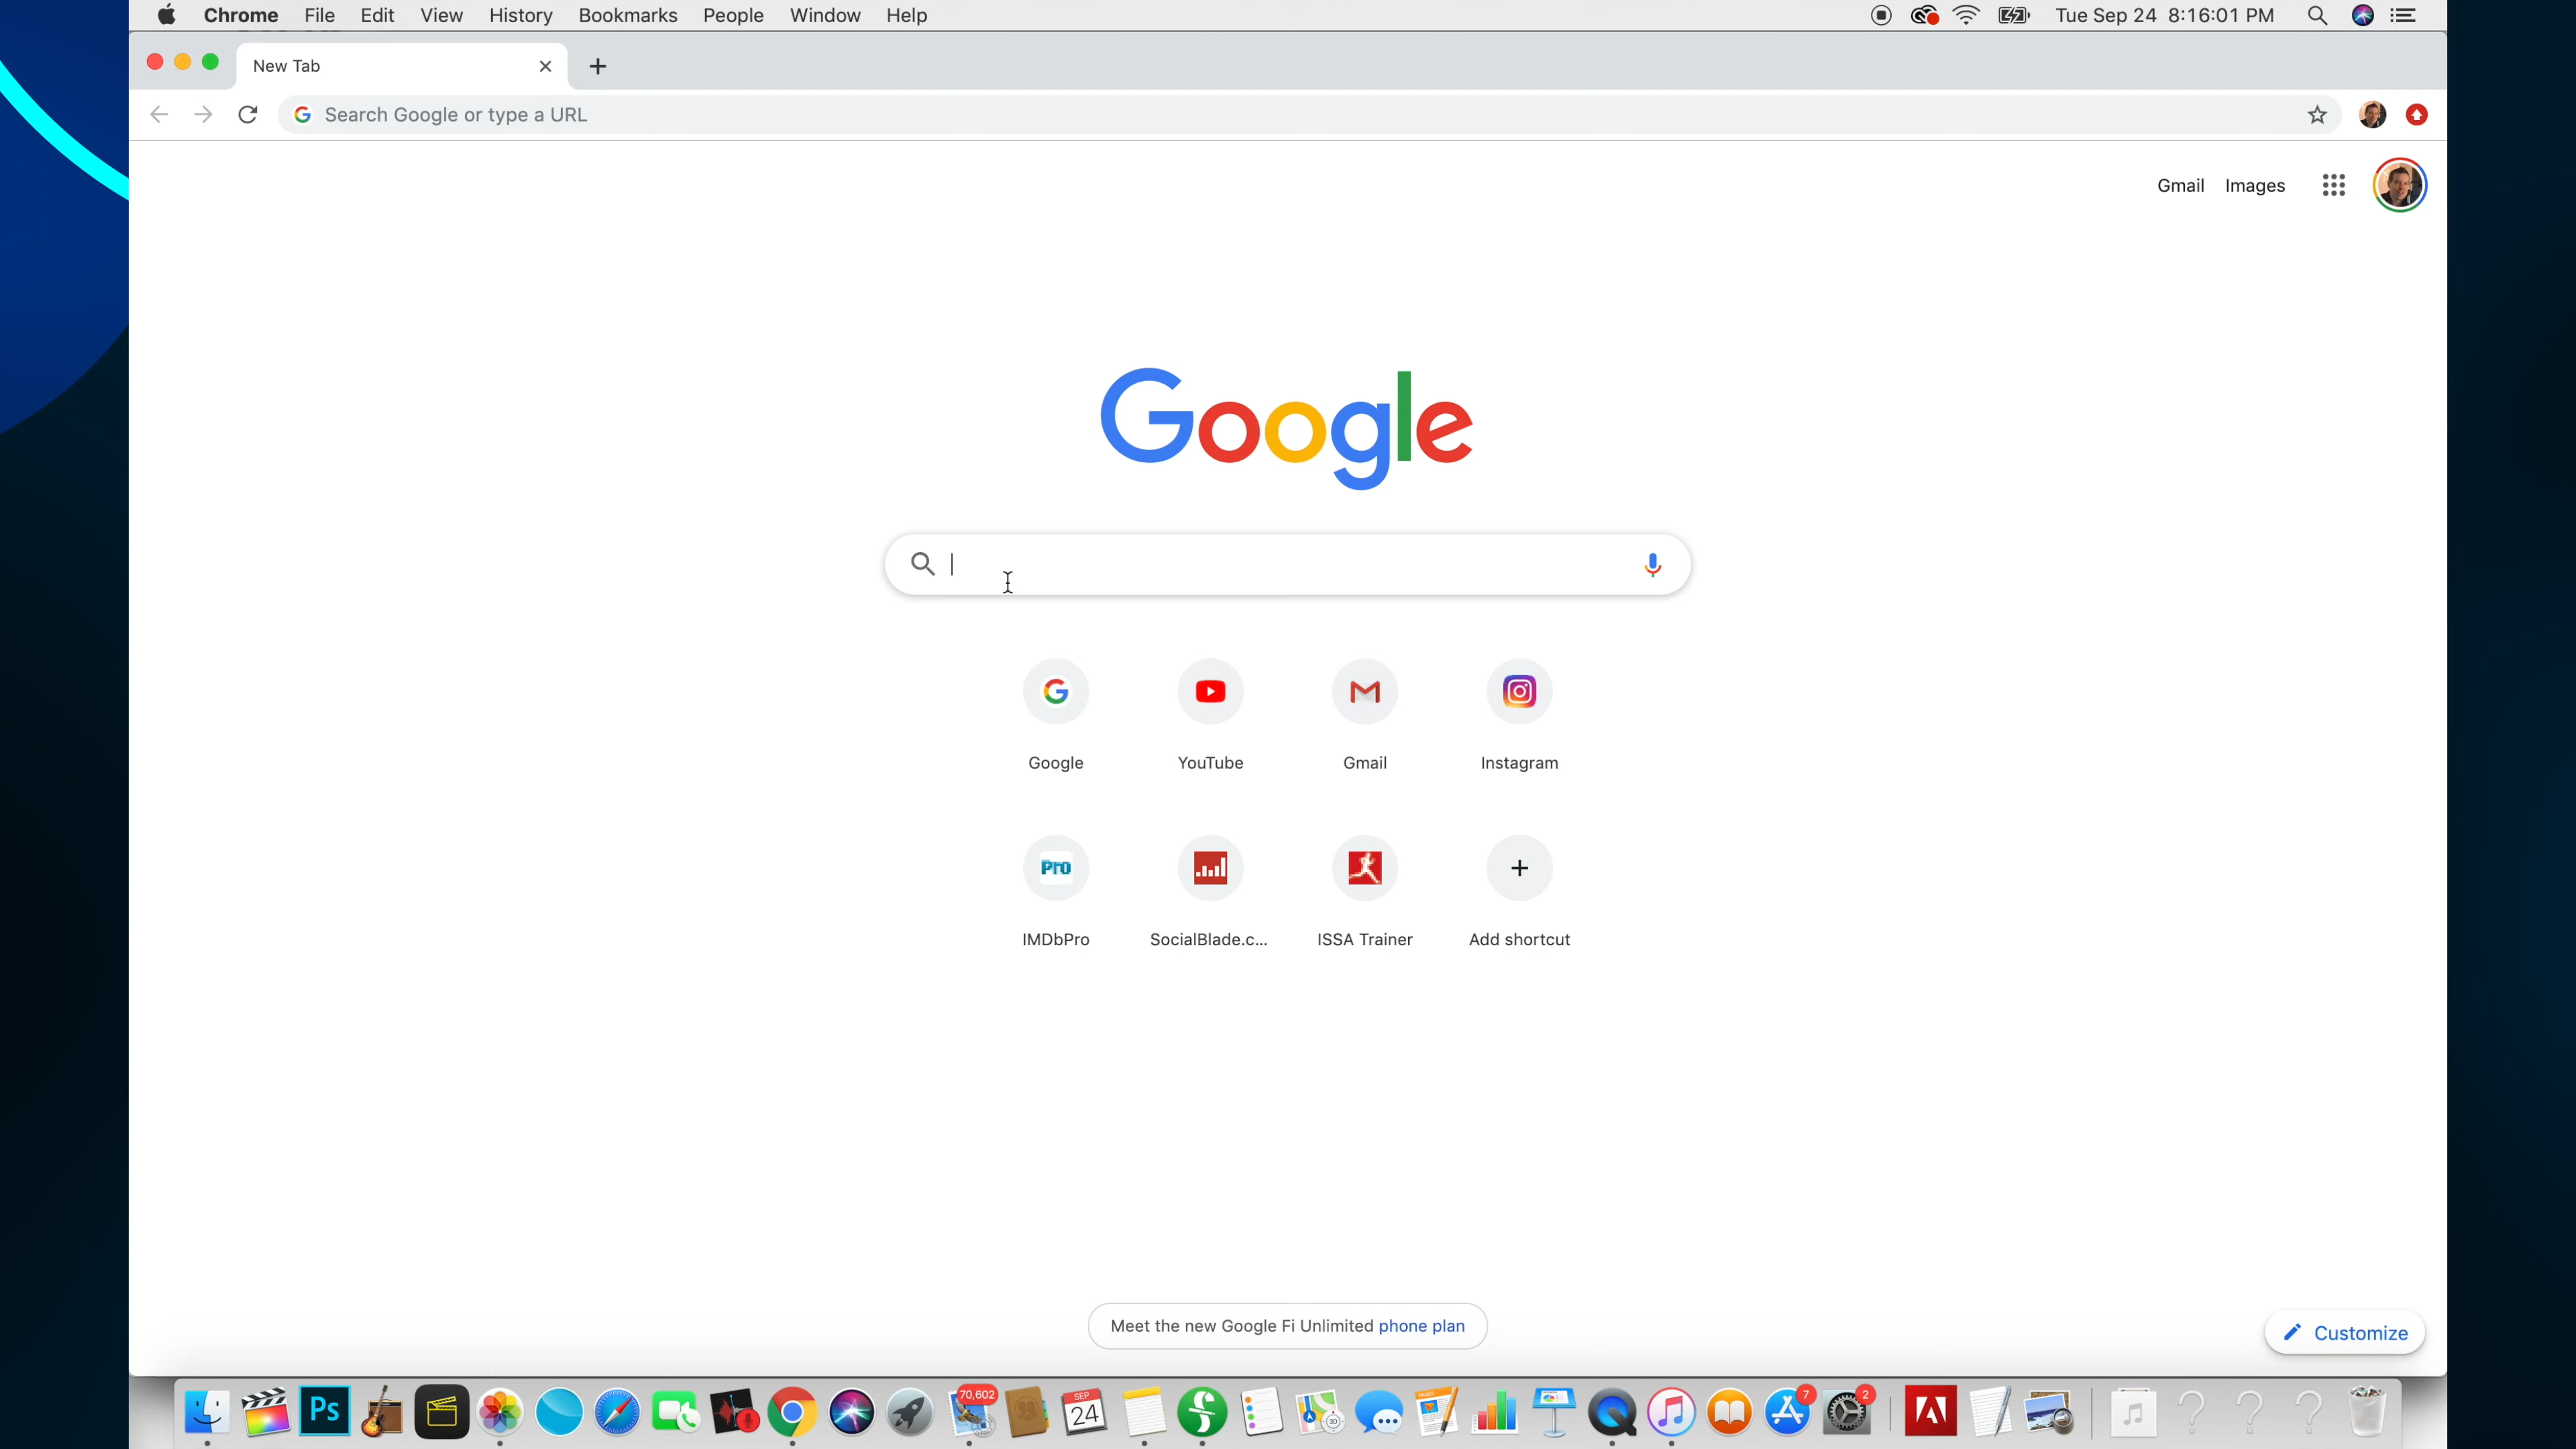 Chrome File Edit View History Bookmarks People Window Help Tue Sep 24 8:16:01 PM
New Tab
Search Google or type a URL
Gmail Images
Google
Google YouTube Gmail Instagram
Pro
IMDbPro SocialBlade.c... ISSA Trainer Add shortcut
Meet the new Google Fi Unlimited phone plan
Customize
Ps
70,602
SEP
24
PAGES
3D
7
2